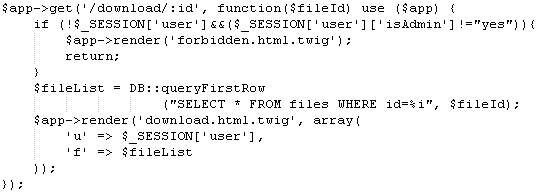 $app->get('/download/:id', function($fileId) use ($app) {
    if (!$_SESSION['user']&&($_SESSION['user']['isAdmin']!="yes")){
        $app->render('forbidden.html.twig');
        return;
    }
    $fileList = DB::queryFirstRow
                ("SELECT * FROM files WHERE id=%i", $fileId);
    $app->render('download.html.twig', array(
        'u' => $_SESSION['user'],
        'f' => $fileList
    ));
});